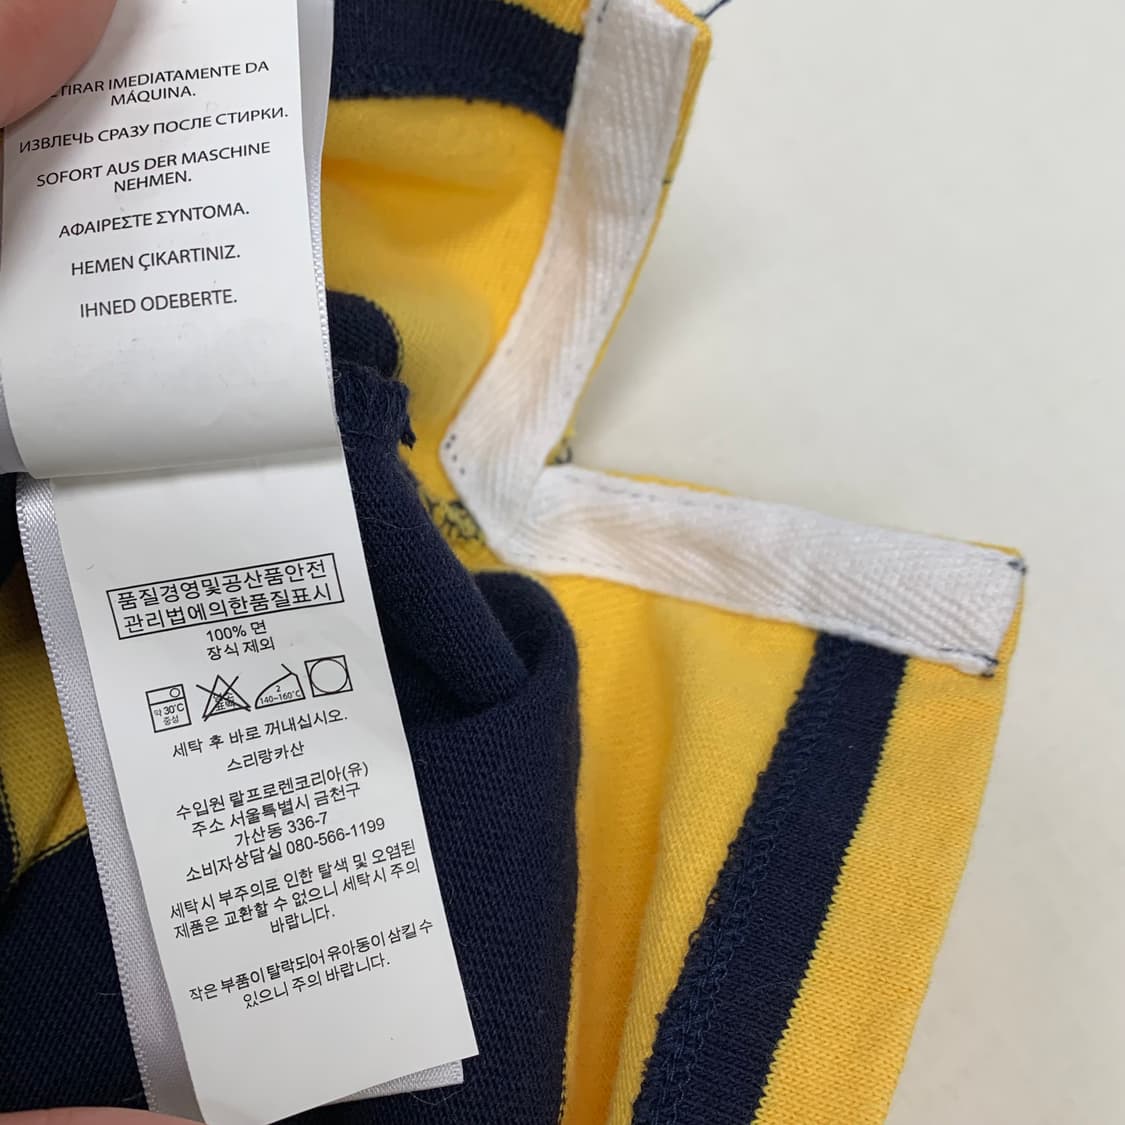 TIRAR IMEDIATAMENTE DA
MÁQUINA.
ИЗВЛЕЧЬ СРАЗУ ПОСЛЕ СТИРКИ.
SOFORT AUS DER MASCHINE
NEHMEN.
ΑΦΑΙΡΕΣΤΕ ΣΥΝΤΟΜΑ.
HEMEN ÇIKARTINIZ.
IHNED ODEBERTE.
품질경영및공산품안전
관리법에의한품질표시
100% 면
장식 제외
약 30°C
중성
염소
표백
2
140~160°C
세탁 후 바로 꺼내십시오.
스리랑카산
수입원 랄프로렌코리아(유)
주소 서울특별시 금천구
가산동 336-7
소비자상담실 080-566-1199
세탁시 부주의로 인한 탈색 및 오염된
제품은 교환할 수 없으니 세탁시 주의
바랍니다.
작은 부품이 탈락되어 유아동이 삼킬 수
있으니 주의 바랍니다.